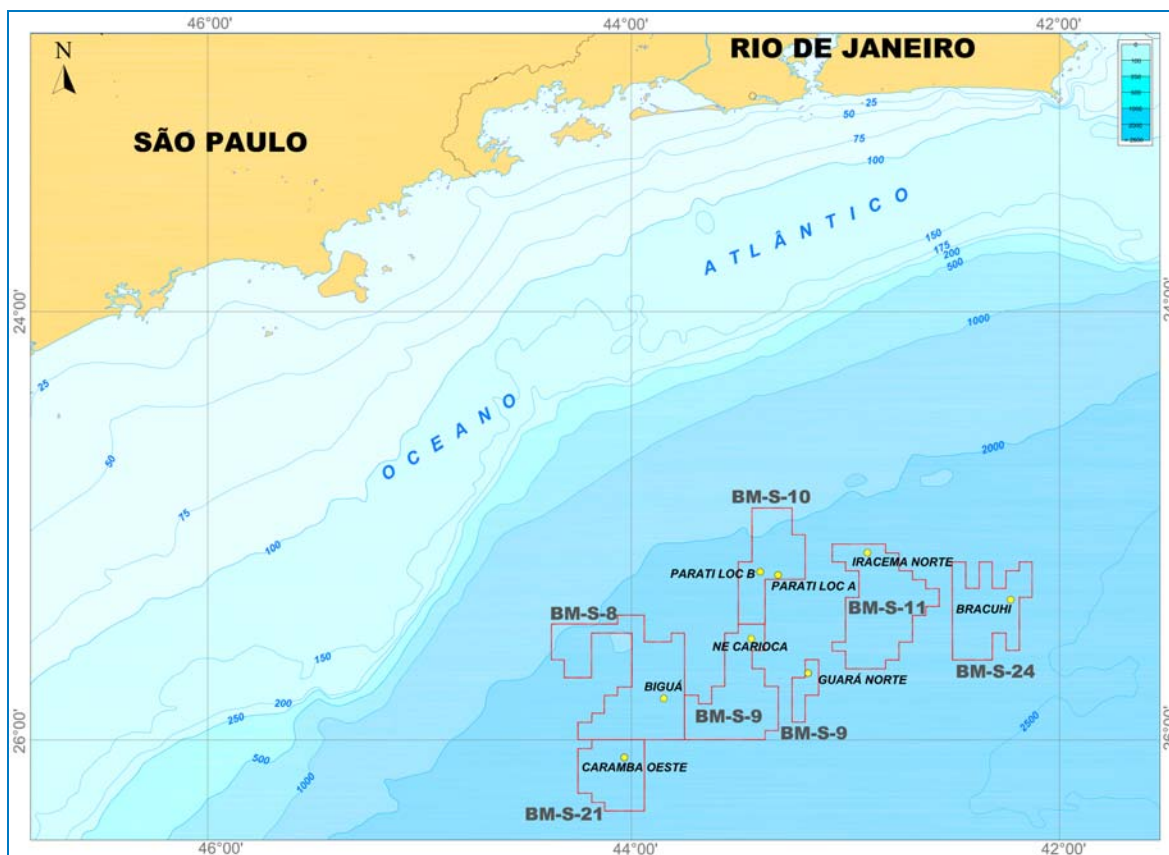 46°00'
44°00'
42°00'
N
RIO DE JANEIRO
0
SÃO PAULO
25
50
75
100
ATLÂNTICO
150
175
200
500
24°00'
24°00'
1000
25
OCEANO
50
2000
75
BM-S-10
100
IRACEMA NORTE
PARATI LOC B
PARATI LOC A
BM-S-11
BRACUHI
BM-S-8
NE CARIOCA
150
GUARÁ NORTE
BM-S-24
BIGUÁ
200
BM-S-9
250
BM-S-9
2500
26°00'
26°00'
500
CARAMBA OESTE
1000
BM-S-21
46°00'
44°00'
42°00'